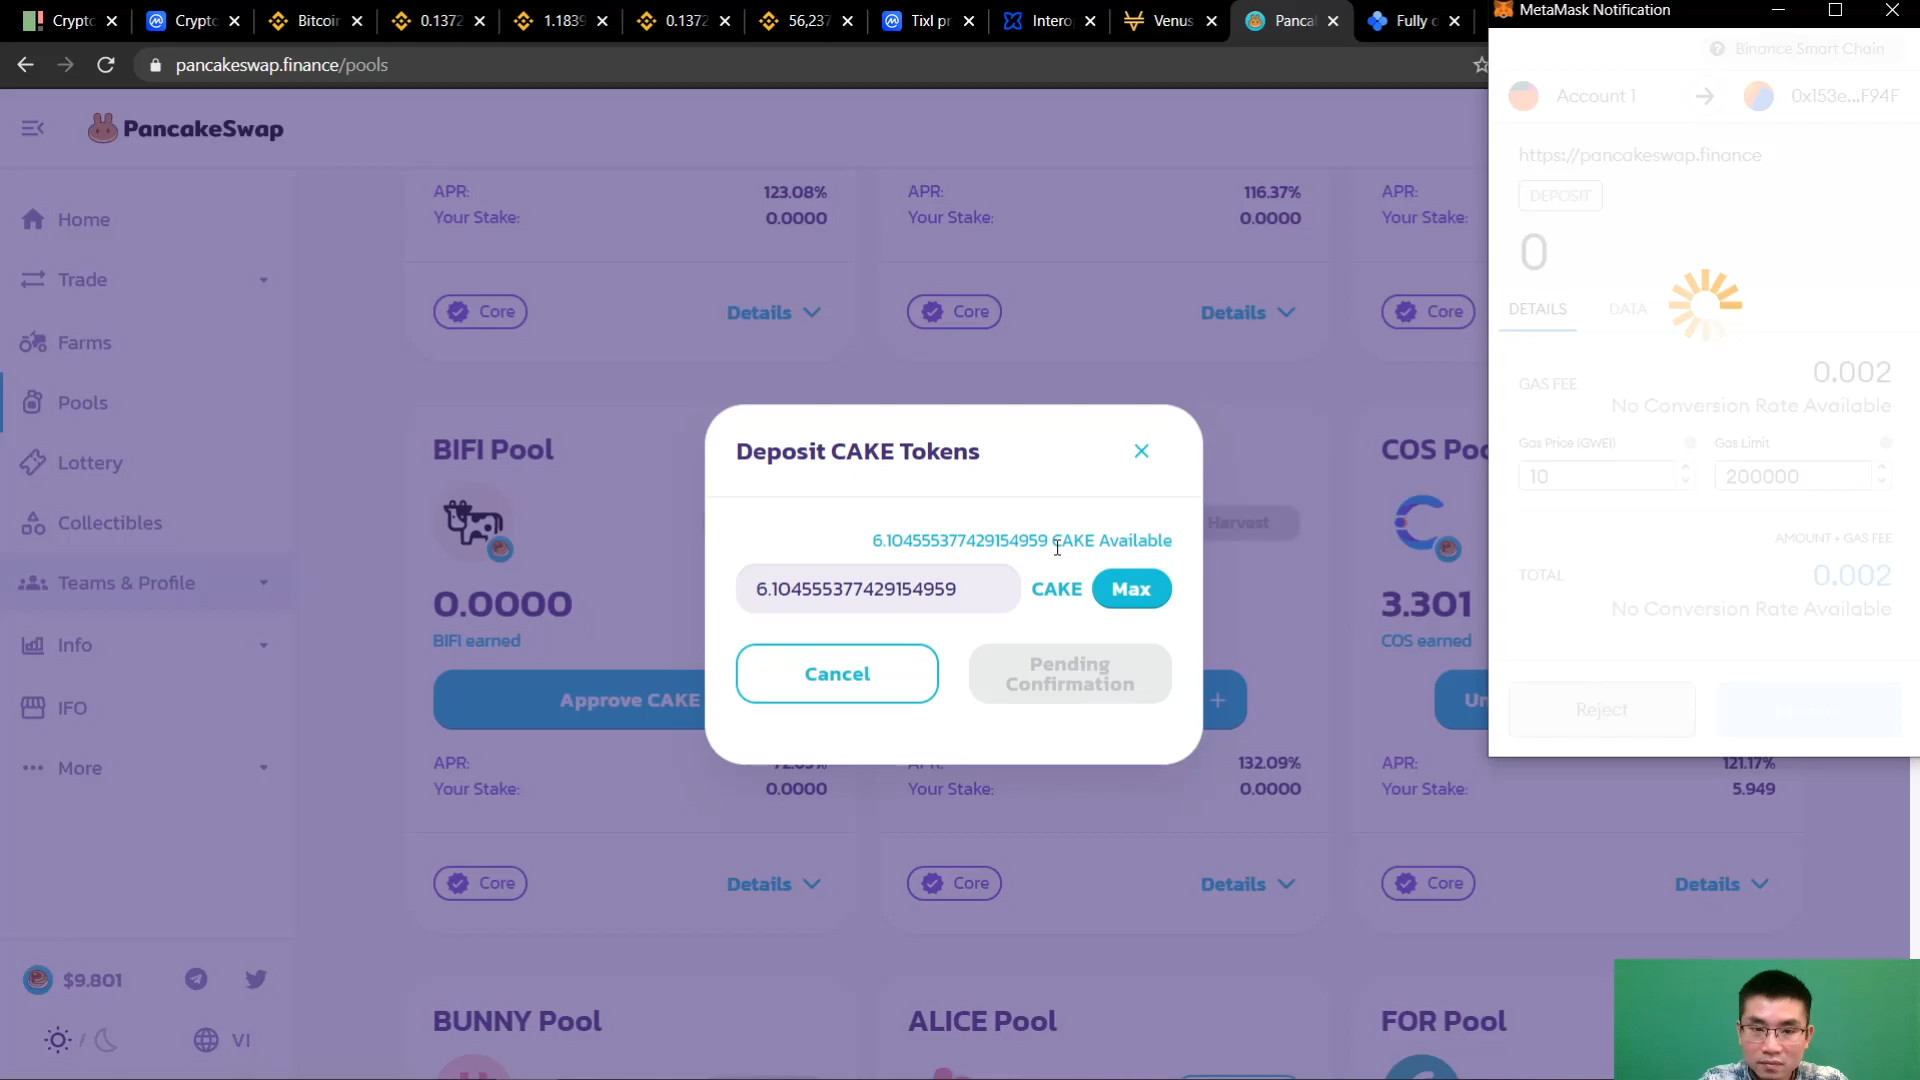 Crypto
Crypto
Bitcoin
0.1372
1.1839
0.1372
56,237
Tixl pr
Intero
Venus
Panca
Fully c
MetaMask Notification
pancakeswap.finance/pools
Binance Smart Chain
Account 1
0x153e...F94F
PancakeSwap
https://pancakeswap.finance
DEPOSIT
0
DETAILS
DATA
GAS FEE
0.002
No Conversion Rate Available
Gas Price (GWEI)
Gas Limit
10
200000
AMOUNT + GAS FEE
TOTAL
0.002
No Conversion Rate Available
Reject
Home
Trade
Farms
Pools
Lottery
Collectibles
Teams & Profile
Info
IFO
More
$9.801
VI
APR:
123.08%
Your Stake:
0.0000
Core
Details
APR:
116.37%
Your Stake:
0.0000
Core
Details
APR:
Your Stake:
Core
BIFI Pool
0.0000
BIFI earned
Approve CAKE
APR:
Your Stake:
0.0000
Core
Details
Deposit CAKE Tokens
6.104555377429154959 CAKE Available
6.104555377429154959
CAKE
Max
Cancel
Pending
Confirmation
Harvest
+
132.09%
Your Stake:
0.0000
Core
Details
COS Poo
3.301
COS earned
Un
APR:
121.17%
Your Stake:
5.949
Core
Details
BUNNY Pool
ALICE Pool
FOR Pool